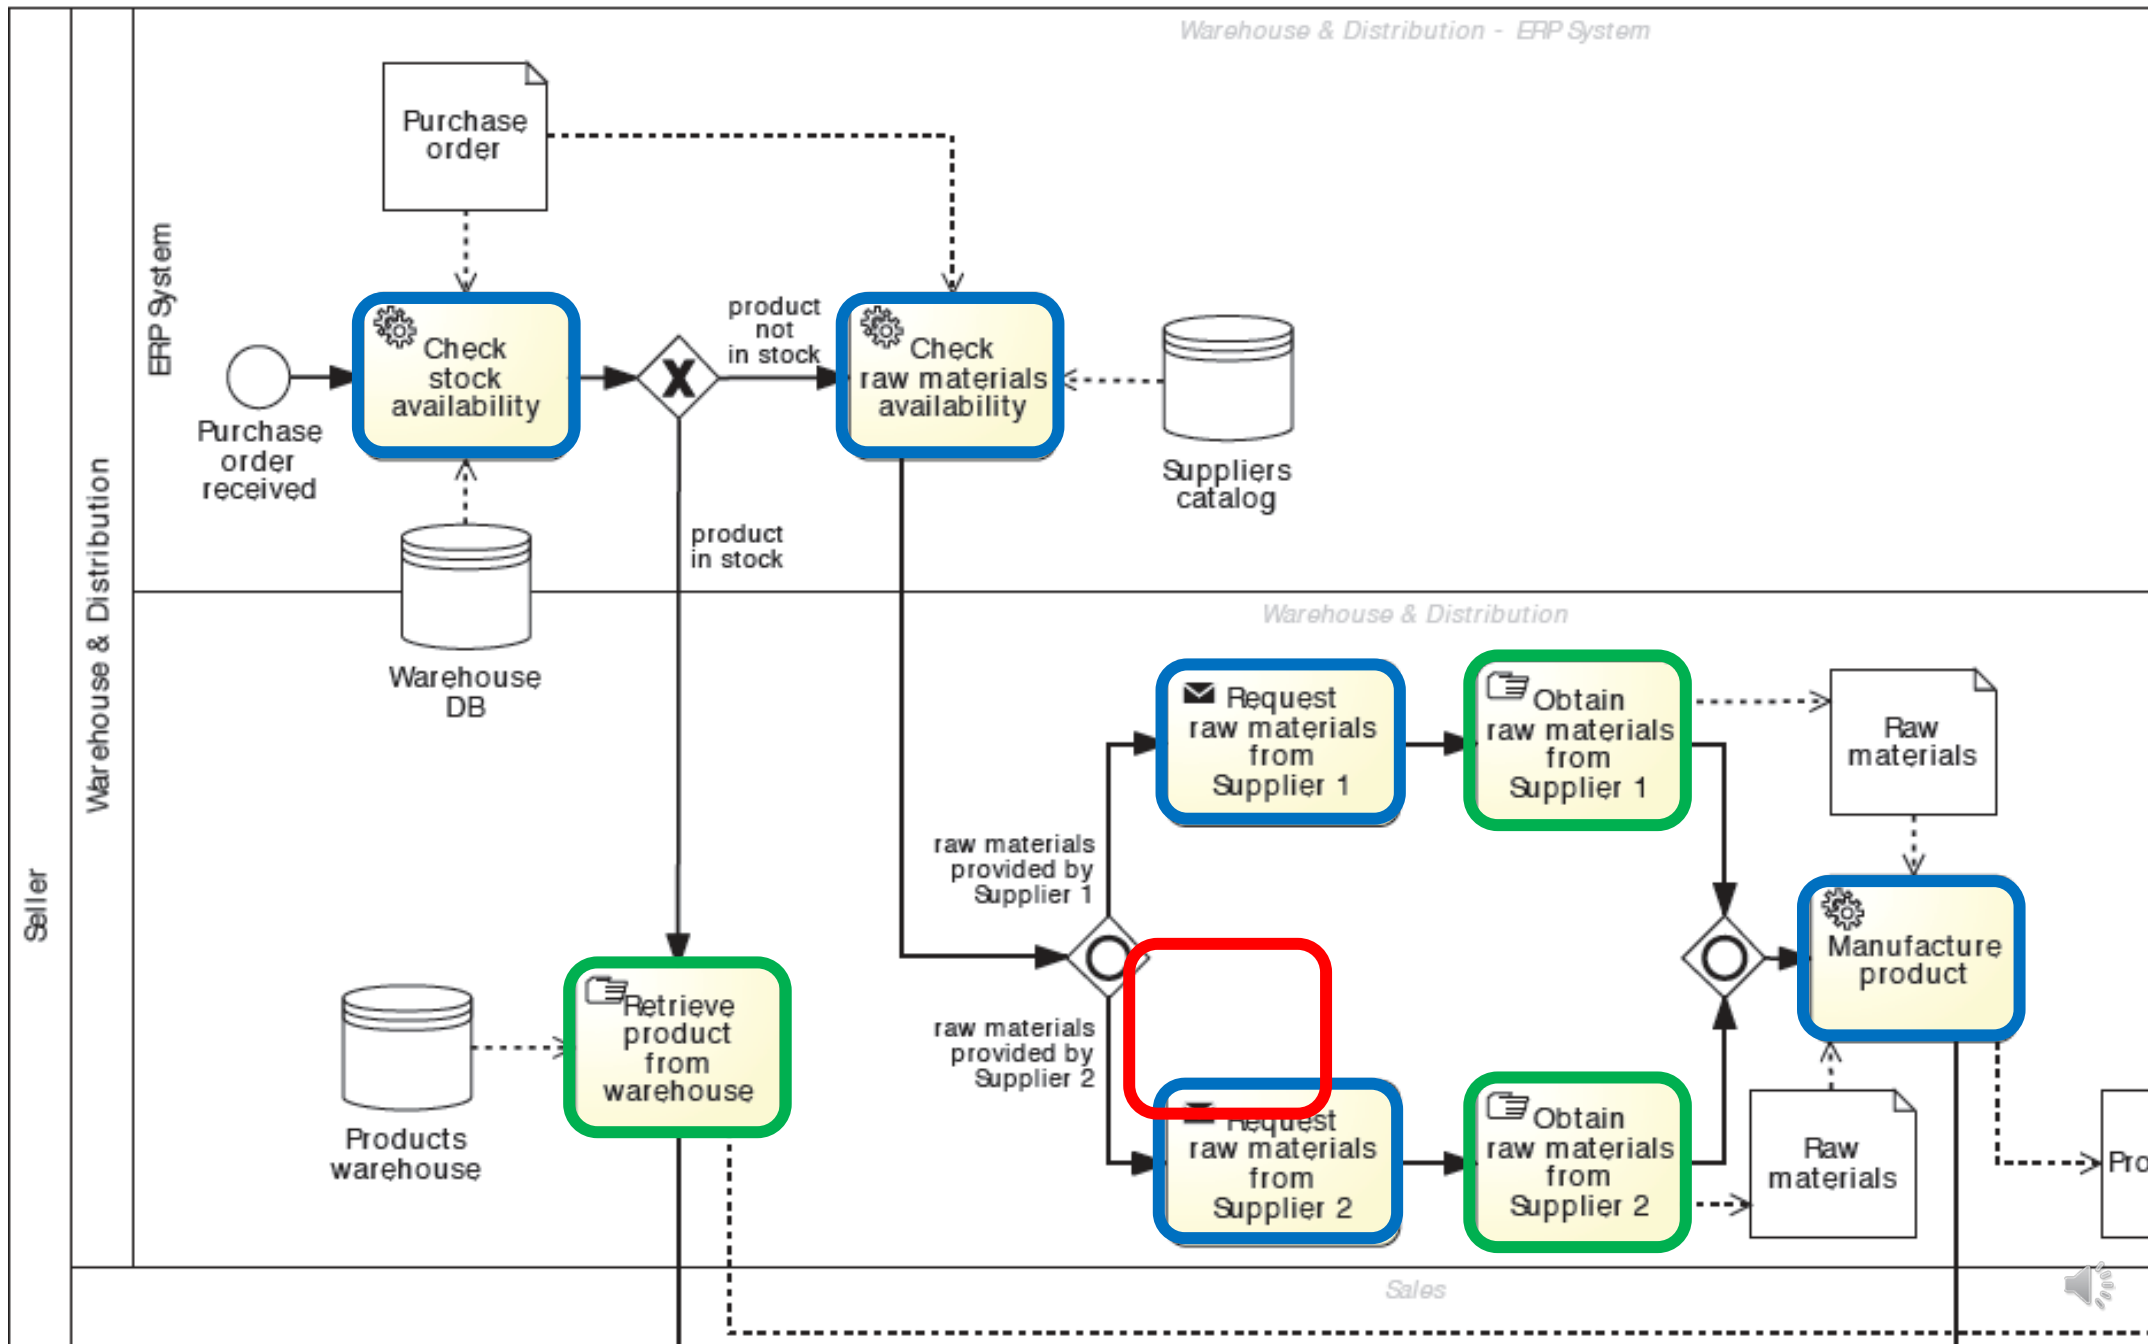 Warehouse & Distribution - ERP System
Purchase
order
ERP System
product
not
in stock
Check
stock
availability
Check
raw materials
availability
Purchase
order
received
Suppliers
catalog
product
in stock
Warehouse & Distribution
Warehouse & Distribution
Warehouse
DB
Request
raw materials
from
Supplier 1
Obtain
raw materials
from
Supplier 1
Raw
materials
raw materials
provided by
Supplier 1
Seller
Manufacture
product
Retrieve
product
from
warehouse
raw materials
provided by
Supplier 2
Products
warehouse
Request
raw materials
from
Supplier 2
Obtain
raw materials
from
Supplier 2
Raw
materials
Pro
Sales